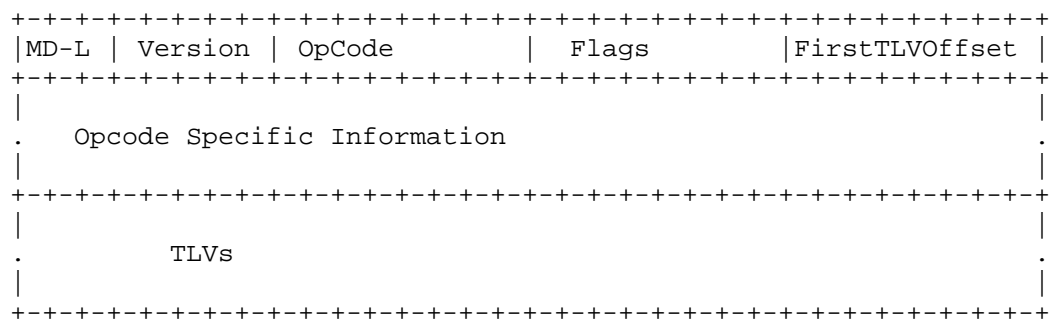 +-+-+-+-+-+-+-+-+-+-+-+-+-+-+-+-+-+-+-+-+-+-+-+-+-+-+-+-+-+-+-+-+
|MD-L | Version | OpCode        |  Flags        |FirstTLVOffset |
+-+-+-+-+-+-+-+-+-+-+-+-+-+-+-+-+-+-+-+-+-+-+-+-+-+-+-+-+-+-+-+-+
|                                                               |
.   Opcode Specific Information                                 .
|                                                               |
+-+-+-+-+-+-+-+-+-+-+-+-+-+-+-+-+-+-+-+-+-+-+-+-+-+-+-+-+-+-+-+-+
|                                                               |
.         TLVs                                                  .
|                                                               |
+-+-+-+-+-+-+-+-+-+-+-+-+-+-+-+-+-+-+-+-+-+-+-+-+-+-+-+-+-+-+-+-+